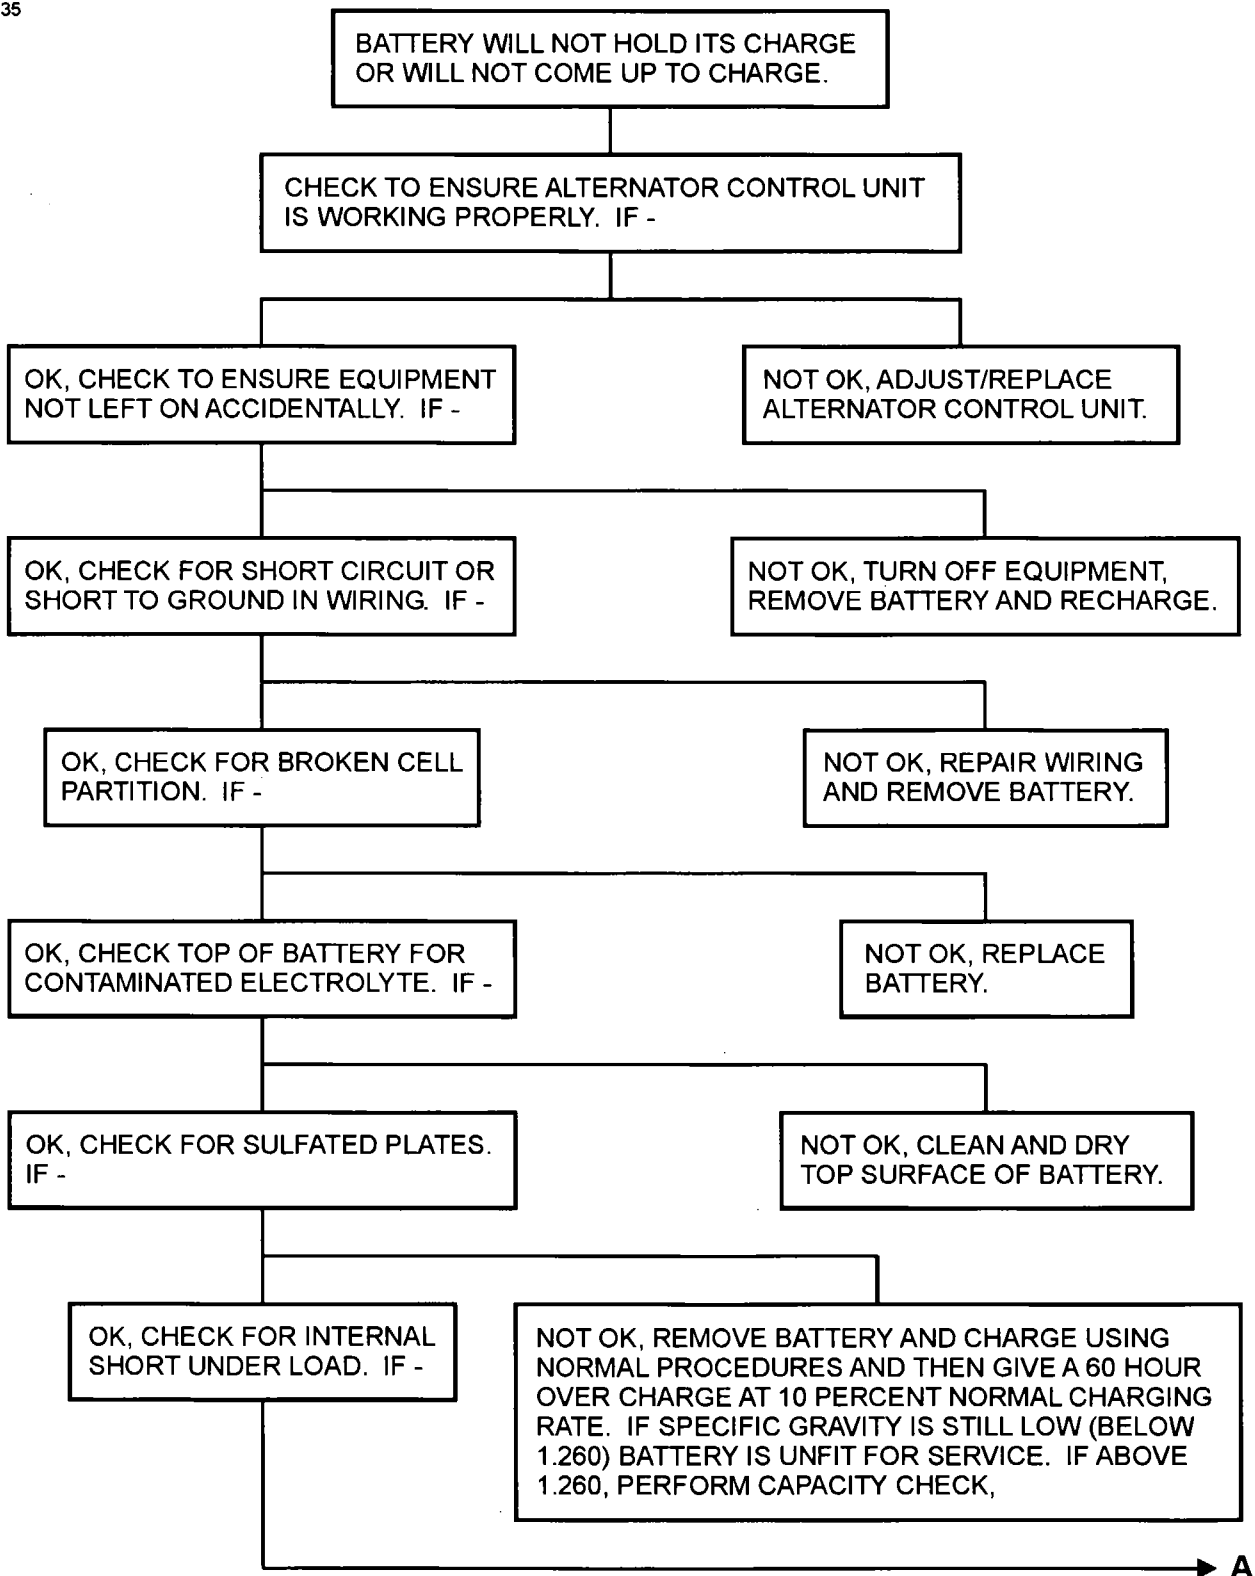 35
BATTERY WILL NOT HOLD ITS CHARGE
OR WILL NOT COME UP TO CHARGE.
CHECK TO ENSURE ALTERNATOR CONTROL UNIT
IS WORKING PROPERLY. IF -
OK, CHECK TO ENSURE EQUIPMENT
NOT LEFT ON ACCIDENTALLY. IF -
NOT OK, ADJUST/REPLACE
ALTERNATOR CONTROL UNIT.
OK, CHECK FOR SHORT CIRCUIT OR
SHORT TO GROUND IN WIRING. IF -
NOT OK, TURN OFF EQUIPMENT,
REMOVE BATTERY AND RECHARGE.
OK, CHECK FOR BROKEN CELL
PARTITION. IF -
NOT OK, REPAIR WIRING
AND REMOVE BATTERY.
OK, CHECK TOP OF BATTERY FOR
CONTAMINATED ELECTROLYTE. IF -
NOT OK, REPLACE
BATTERY.
OK, CHECK FOR SULFATED PLATES.
IF -
NOT OK, CLEAN AND DRY
TOP SURFACE OF BATTERY.
OK, CHECK FOR INTERNAL
SHORT UNDER LOAD. IF -
NOT OK, REMOVE BATTERY AND CHARGE USING
NORMAL PROCEDURES AND THEN GIVE A 60 HOUR
OVER CHARGE AT 10 PERCENT NORMAL CHARGING
RATE. IF SPECIFIC GRAVITY IS STILL LOW (BELOW
1.260) BATTERY IS UNFIT FOR SERVICE. IF ABOVE
1.260, PERFORM CAPACITY CHECK,
A